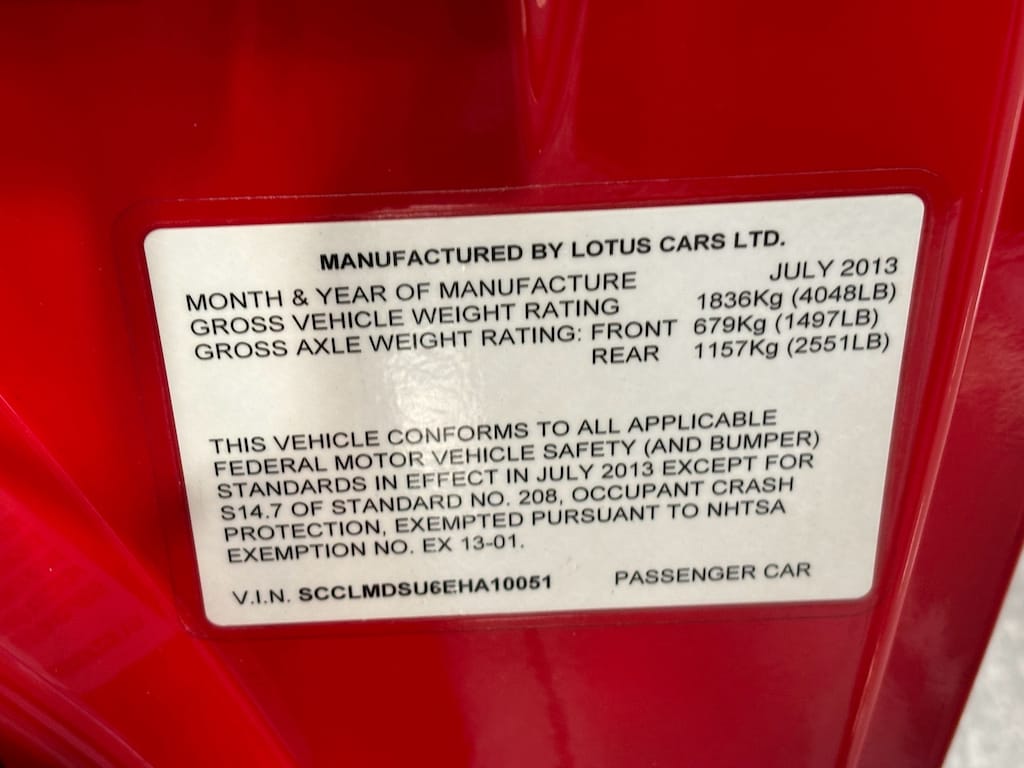 MANUFACTURED BY LOTUS CARS LTD.
MONTH & YEAR OF MANUFACTURE JULY 2013
GROSS VEHICLE WEIGHT RATING 1836Kg (4048LB)
GROSS AXLE WEIGHT RATING: FRONT 679Kg (1497LB)
REAR 1157Kg (2551LB)
THIS VEHICLE CONFORMS TO ALL APPLICABLE
FEDERAL MOTOR VEHICLE SAFETY (AND BUMPER)
STANDARDS IN EFFECT IN JULY 2013 EXCEPT FOR
S14.7 OF STANDARD NO. 208, OCCUPANT CRASH
PROTECTION, EXEMPTED PURSUANT TO NHTSA
EXEMPTION NO. EX 13-01.
V.I.N. SCCLMDSU6EHA10051 PASSENGER CAR